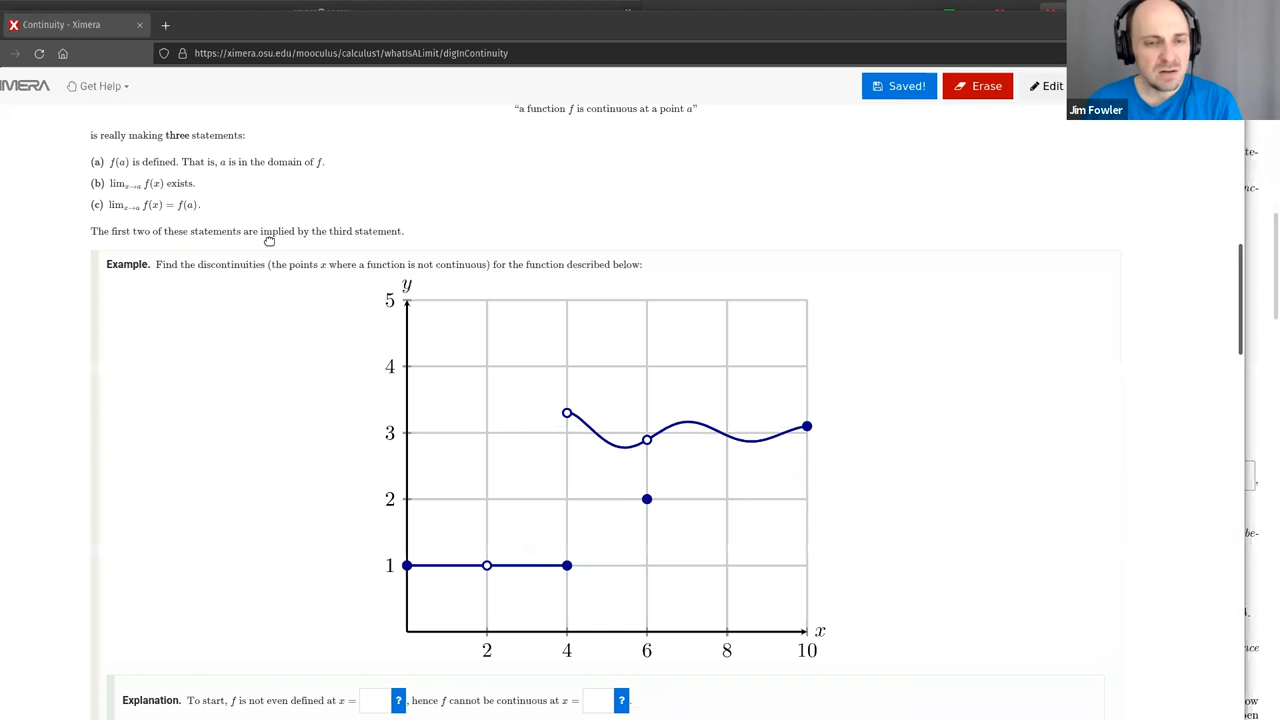 Continuity - Ximera
https://ximera.osu.edu/mooculus/calculus1/whatIsALimit/digInContinuity
IMERA
Get Help
Saved!
Erase
Edit
Jim Fowler
“a function f is continuous at a point a”
is really making three statements:
(a) f(a) is defined. That is, a is in the domain of f.
(b) limₓ→ₐ f(x) exists.
(c) limₓ→ₐ f(x) = f(a).
The first two of these statements are implied by the third statement.
Example. Find the discontinuities (the points x where a function is not continuous) for the function described below:
y
5
4
3
2
1
2 4 6 8 10 x
Explanation. To start, f is not even defined at x = ?, hence f cannot be continuous at x = ?.